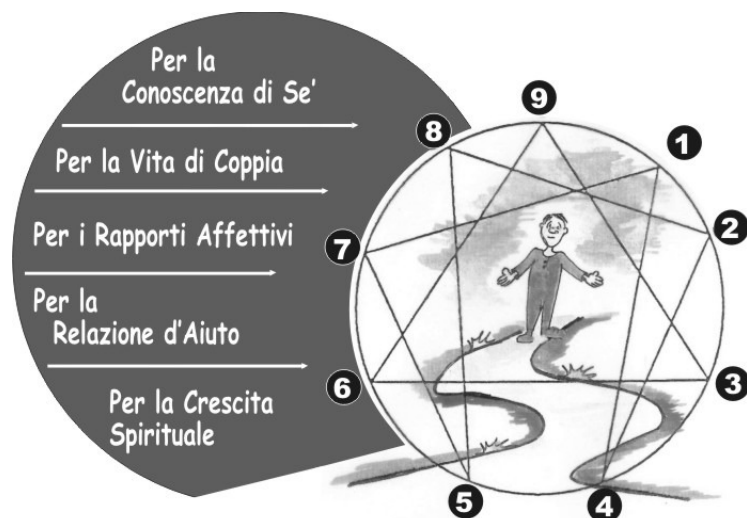 Per la
Conoscenza di Se'
Per la Vita di Coppia
Per i Rapporti Affettivi
Per la
Relazione d'Aiuto
Per la Crescita
Spirituale
9
8
1
2
7
6
3
5
4